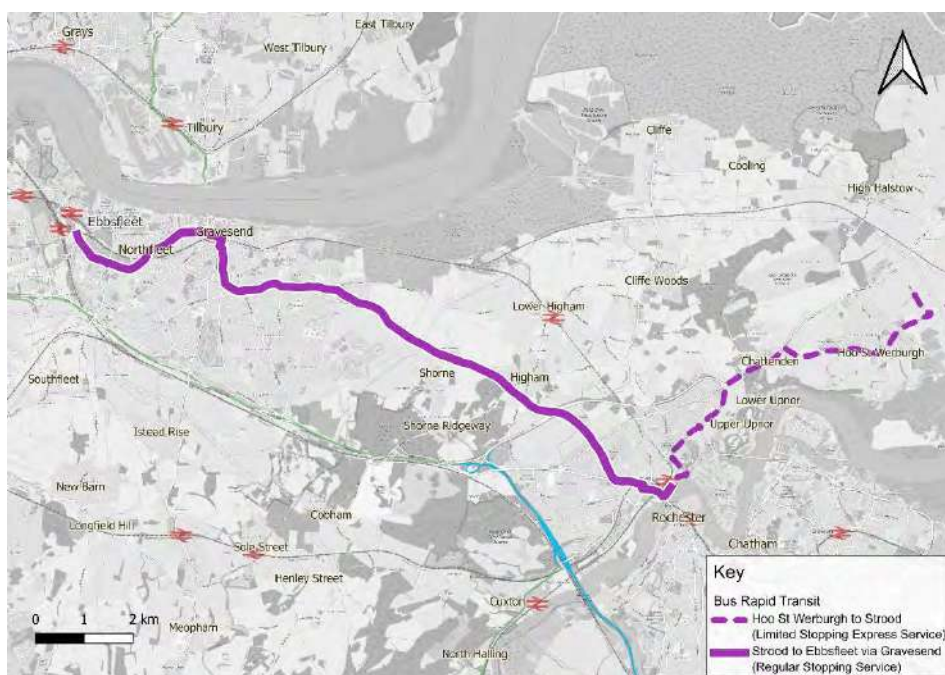 Grays
East Tilbury
West Tilbury
Tilbury
Cliffe
Cooling
High Halstow
Ebbsfleet
Gravesend
Northfleet
Cliffe Woods
Lower Higham
Chattenden
Hoo St Werburgh
Southfleet
Shorne
Higham
Lower Upnor
Shorne Ridgeway
Upper Upnor
Istead Rise
New Barn
Cobham
Longfield Hill
Rochester
Sole Street
Chatham
Henley Street
Cuxton
Meopham
North Halling
0 1 2 km
Key
Bus Rapid Transit
Hoo St Werburgh to Strood
(Limited Stopping Express Service)
Strood to Ebbsfleet via Gravesend
(Regular Stopping Service)